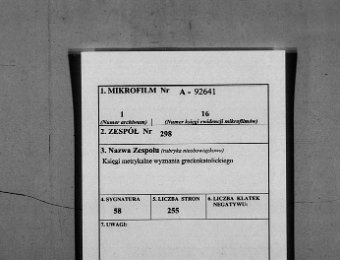 1. MIKROFILM Nr A - 92641
1 16
(Numer archiwum) (Numer księgi ewidencji mikrofilmów)
2. ZESPÓŁ Nr 298
3. Nazwa Zespołu (rubryka nieobowiązkowa)
Księgi metrykalne wyznania greckokatolickiego
4. SYGNATURA 5. LICZBA STRON 6. LICZBA KLATEK NEGATYWU:
58 255
7. UWAGI: